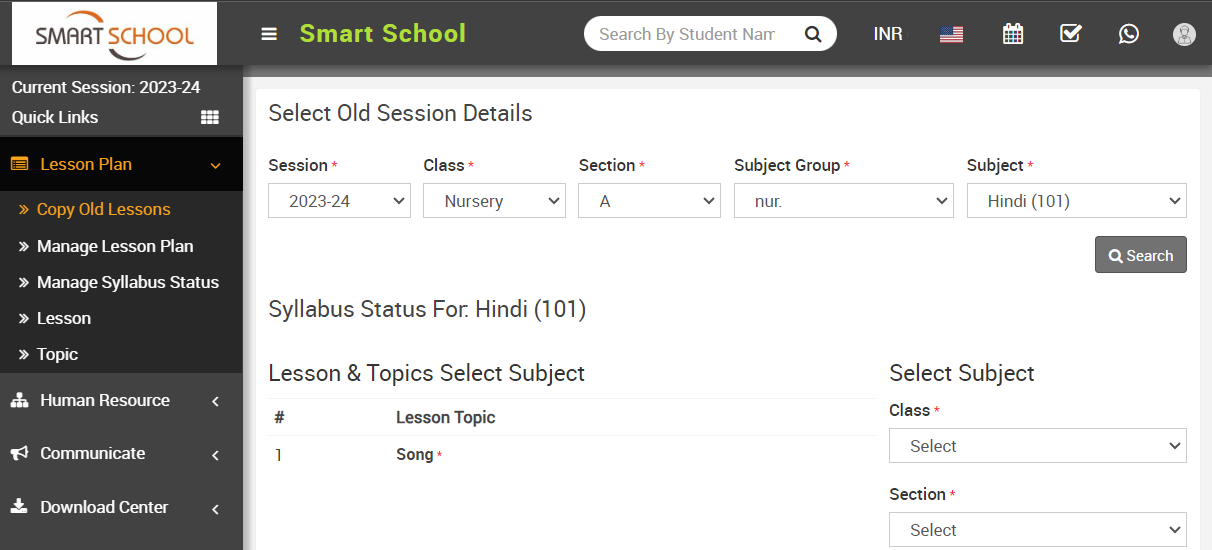 SMART SCHOOL
Smart School
Search By Student Nam
INR
Current Session: 2023-24
Quick Links
Lesson Plan
Copy Old Lessons
Manage Lesson Plan
Manage Syllabus Status
Lesson
Topic
Human Resource
Communicate
Download Center
Select Old Session Details
Session * Class * Section * Subject Group * Subject *
2023-24 Nursery A nur. Hindi (101)
Search
Syllabus Status For: Hindi (101)
Lesson & Topics Select Subject
# Lesson Topic
1 Song *
Select Subject
Class *
Select
Section *
Select